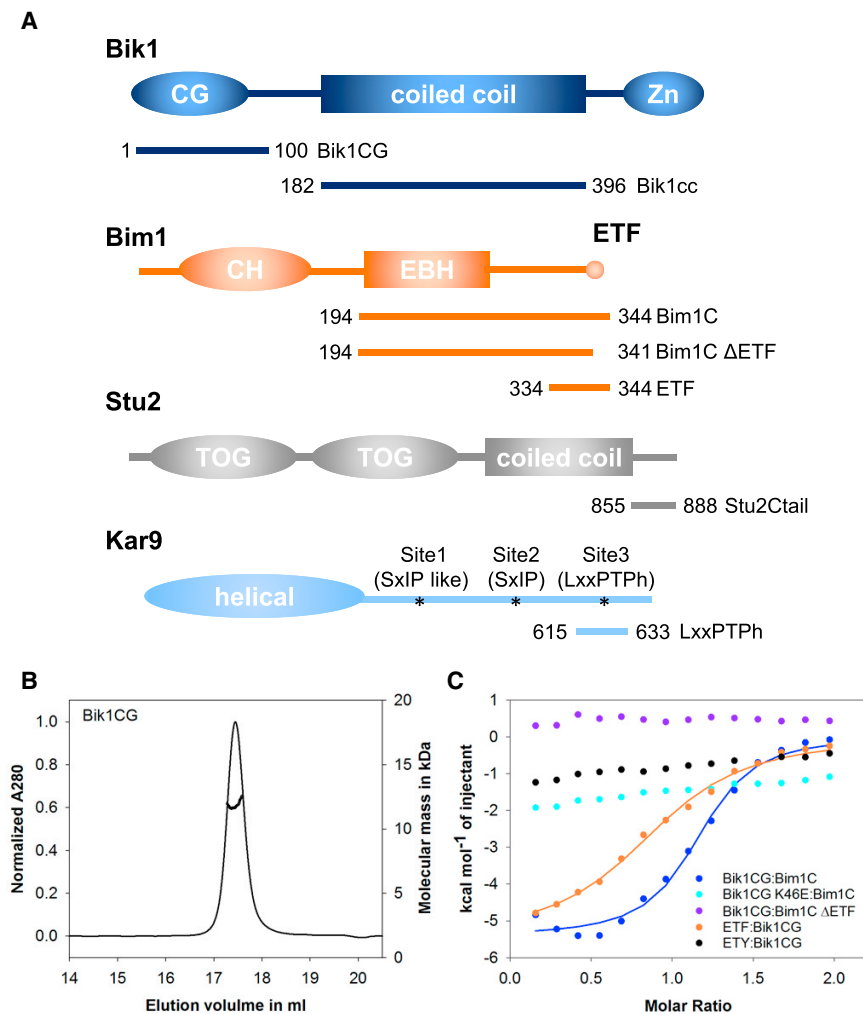 A
Bik1
CG
coiled coil
Zn
1
100 Bik1CG
182
396 Bik1cc
Bim1
ETF
CH
EBH
194
344 Bim1C
194
341 Bim1C ΔETF
334
344 ETF
Stu2
TOG
TOG
coiled coil
855
888 Stu2Ctail
Kar9
Site1
(SxIP like)
Site2
(SxIP)
Site3
(LxxPTPh)
helical
*
*
*
615
633 LxxPTPh
B
Bik1CG
Normalized A280
1.0
0.8
0.6
0.4
0.2
0.0
20
15
10
5
0
Molecular mass in kDa
14 15 16 17 18 19 20
Elution volulme in ml
C
kcal mol-1 of injectant
1
0
-1
-2
-3
-4
-5
-6
Bik1CG:Bim1C
Bik1CG K46E:Bim1C
Bik1CG:Bim1C ΔETF
ETF:Bik1CG
ETY:Bik1CG
0.0 0.5 1.0 1.5 2.0
Molar Ratio